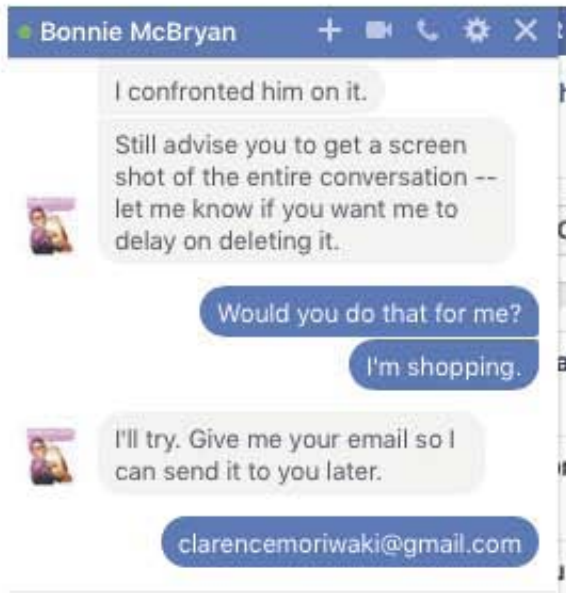 Bonnie McBryan
I confronted him on it.
Still advise you to get a screen
shot of the entire conversation --
let me know if you want me to
delay on deleting it.
Would you do that for me?
I'm shopping.
I'll try. Give me your email so I
can send it to you later.
clarencemoriwaki@gmail.com